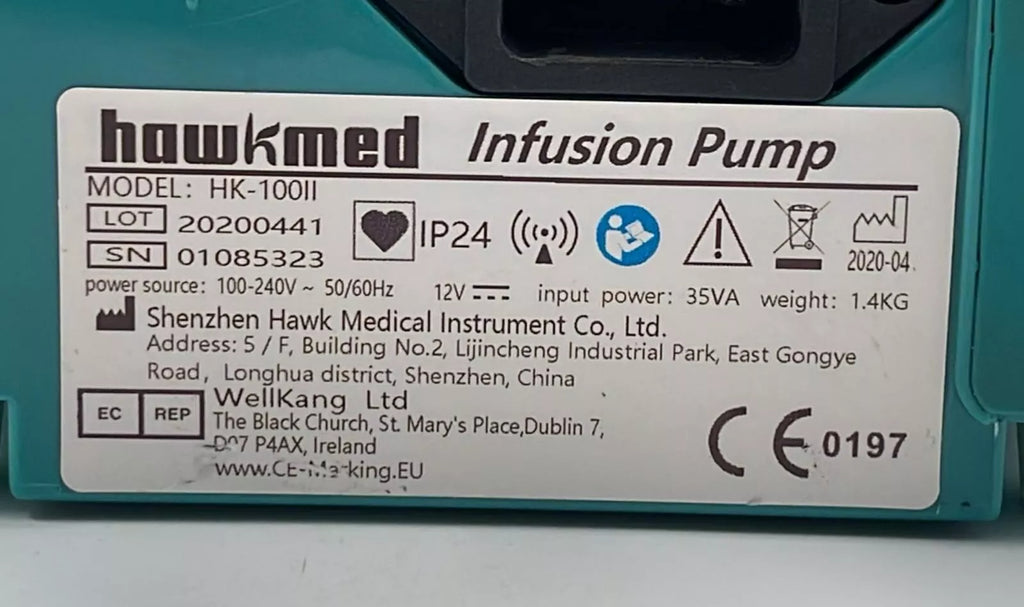 hawkmed Infusion Pump
MODEL: HK-100II
LOT 20200441
SN 01085323
IP24
2020-04
power source: 100-240V ~ 50/60Hz 12V input power: 35VA weight: 1.4KG
Shenzhen Hawk Medical Instrument Co., Ltd.
Address: 5 / F, Building No.2, Lijincheng Industrial Park, East Gongye
Road, Longhua district, Shenzhen, China
EC REP WellKang Ltd
The Black Church, St. Mary's Place,Dublin 7,
P4AX, Ireland
CE 0197